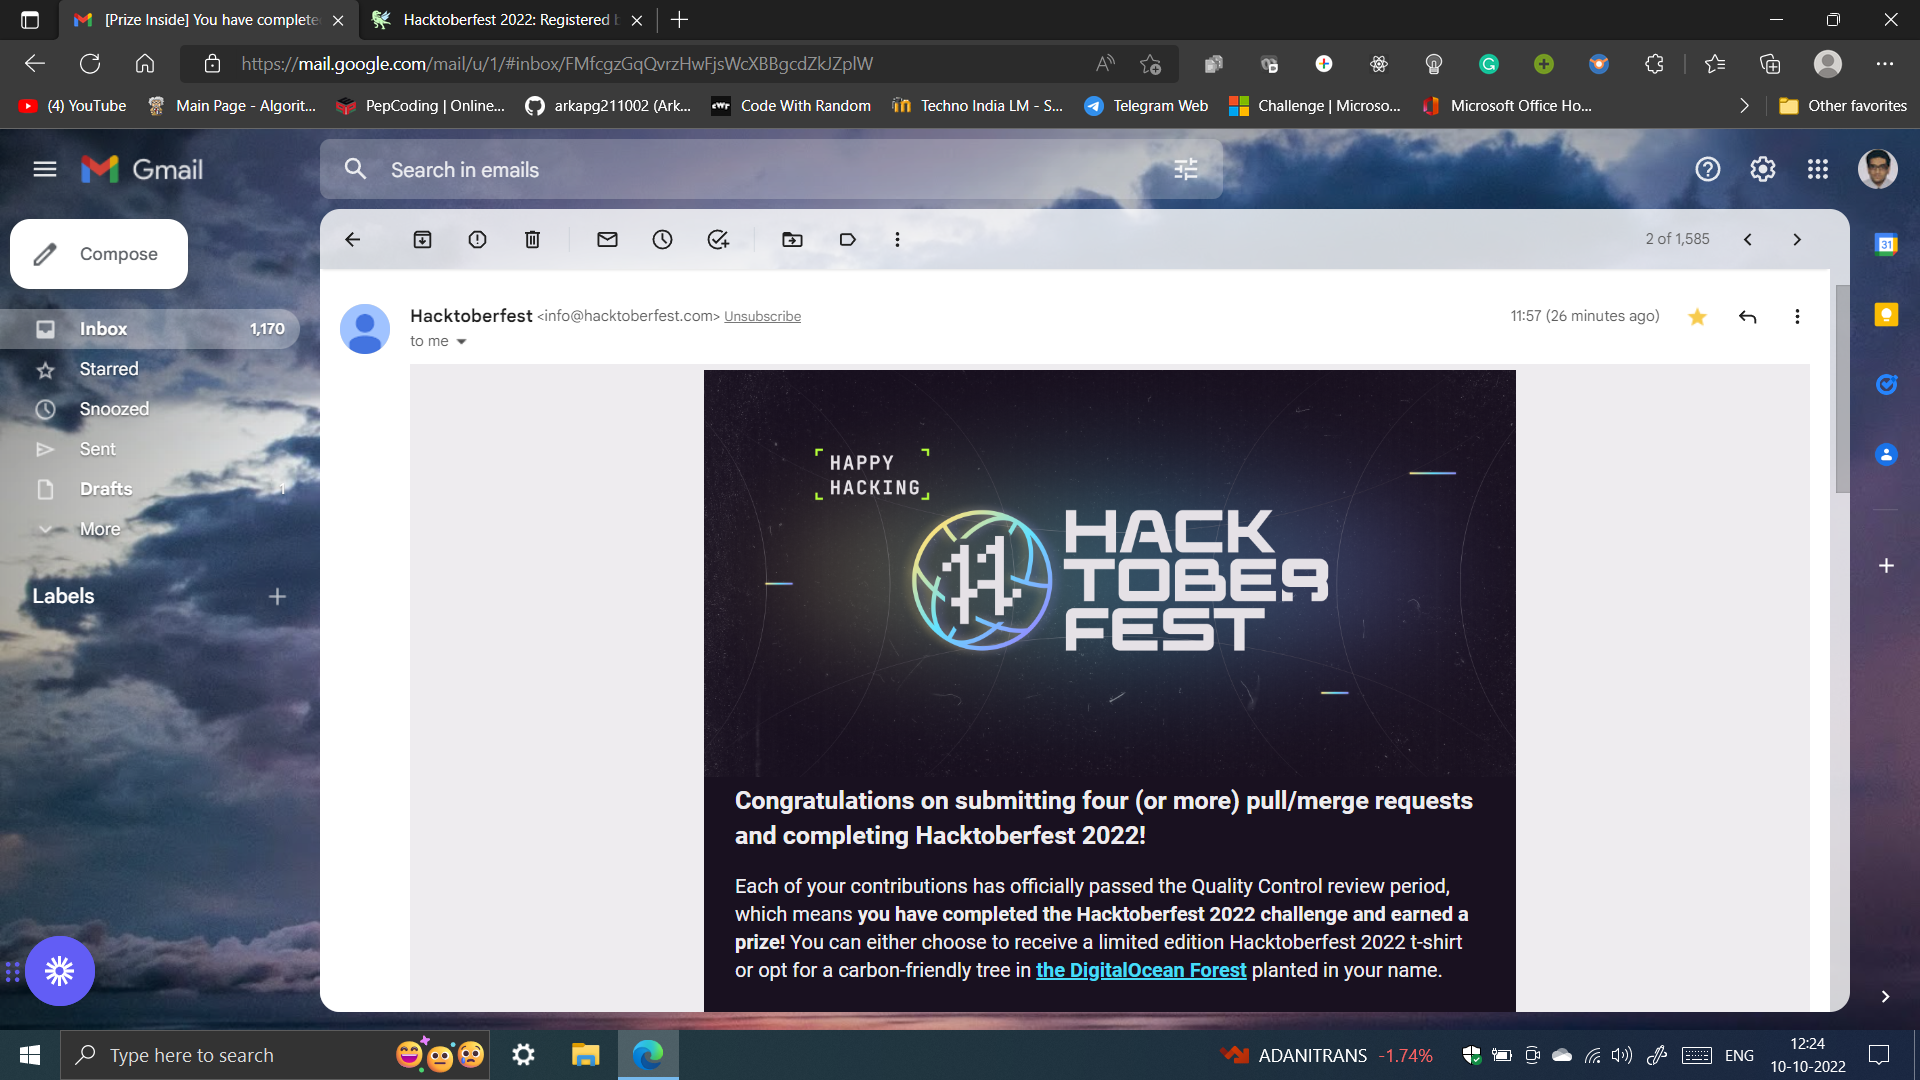 [Prize Inside] You have complete
Hacktoberfest 2022: Registered
https://mail.google.com/mail/u/1/#inbox/FMfcgzGqQvrzHwFjsWcXBBgcdZkJZplW
(4) YouTube
Main Page - Algorit...
PepCoding | Online...
arkapg211002 (Ark...
Code With Random
Techno India LM - S...
Telegram Web
Challenge | Microso...
Microsoft Office Ho...
Other favorites
Gmail
Search in emails
Compose
2 of 1,585
Inbox 1,170
Starred
Snoozed
Sent
Drafts 1
More
Labels
Hacktoberfest <info@hacktoberfest.com> Unsubscribe
11:57 (26 minutes ago)
to me
HAPPY
HACKING
HACK
TOBER
FEST
Congratulations on submitting four (or more) pull/merge requests
and completing Hacktoberfest 2022!
Each of your contributions has officially passed the Quality Control review period,
which means you have completed the Hacktoberfest 2022 challenge and earned a
prize! You can either choose to receive a limited edition Hacktoberfest 2022 t-shirt
or opt for a carbon-friendly tree in the DigitalOcean Forest planted in your name.
Type here to search
ADANITRANS -1.74%
ENG
12:24
10-10-2022